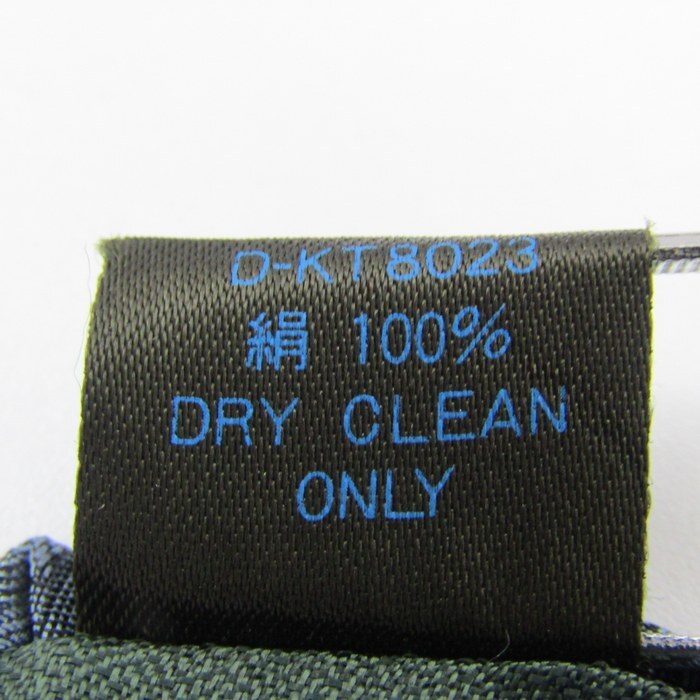 D-KT8023
絹 100%
DRY CLEAN
ONLY